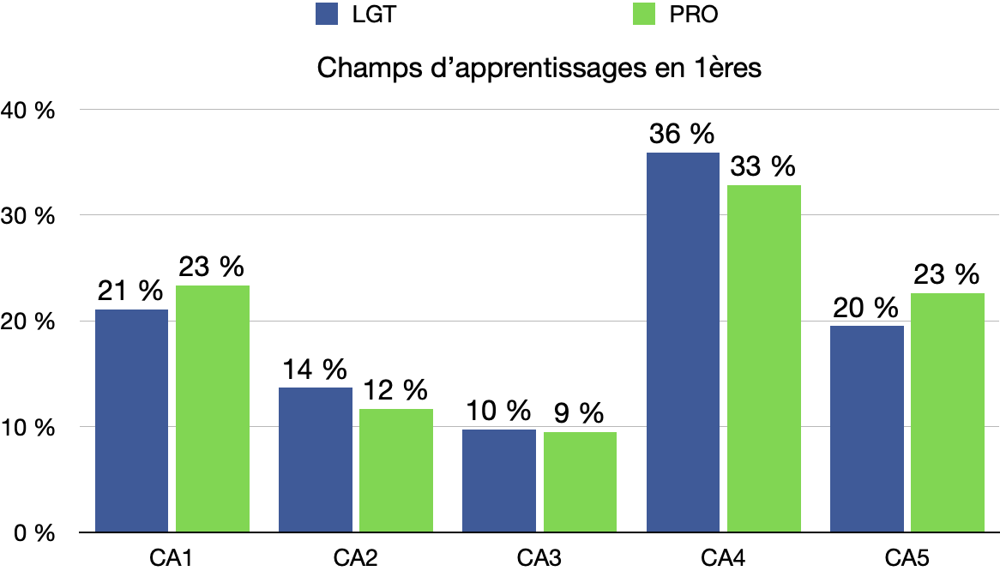 LGT PRO
Champs d’apprentissages en 1ères
40 %
30 %
20 %
10 %
0 %
21 % 23 %
14 % 12 %
10 % 9 %
36 % 33 %
20 % 23 %
CA1 CA2 CA3 CA4 CA5